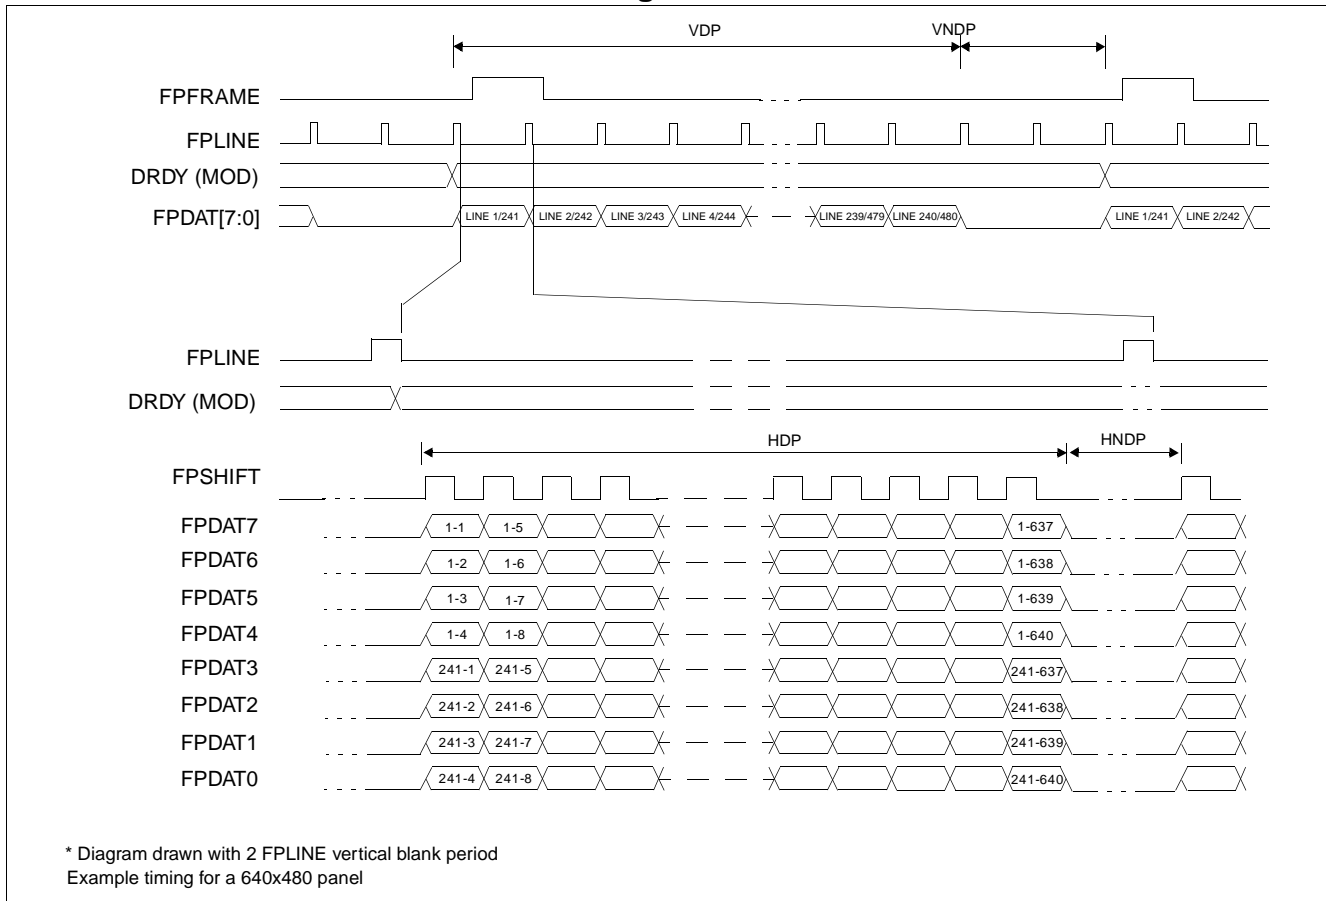 VDP VNDP
FPFRAME
FPLINE
DRDY (MOD)
FPDAT[7:0] LINE 1/241 LINE 2/242 LINE 3/243 LINE 4/244 LINE 239/479 LINE 240/480 LINE 1/241 LINE 2/242
FPLINE
DRDY (MOD)
HDP HNDP
FPSHIFT
FPDAT7 1-1 1-5 1-637
FPDAT6 1-2 1-6 1-638
FPDAT5 1-3 1-7 1-639
FPDAT4 1-4 1-8 1-640
FPDAT3 241-1 241-5 241-637
FPDAT2 241-2 241-6 241-638
FPDAT1 241-3 241-7 241-639
FPDAT0 241-4 241-8 241-640
* Diagram drawn with 2 FPLINE vertical blank period
Example timing for a 640x480 panel